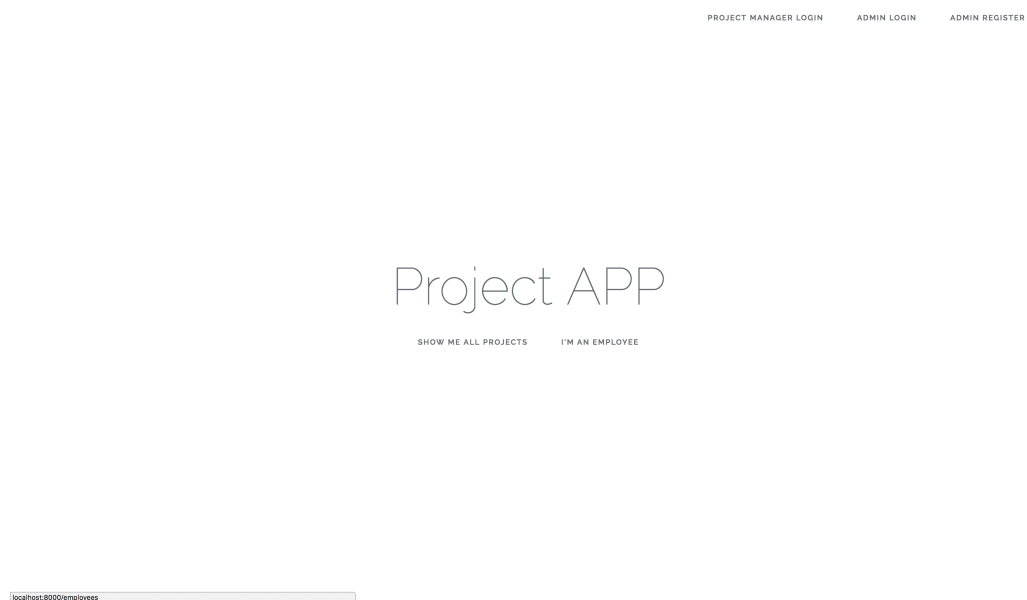 PROJECT MANAGER LOGIN ADMIN LOGIN ADMIN REGISTER
Project APP
SHOW ME ALL PROJECTS I'M AN EMPLOYEE
localhost:8000/employees